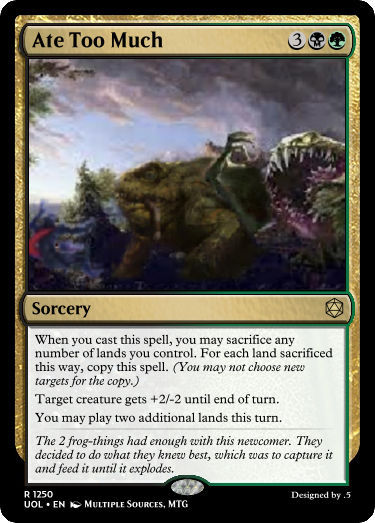 Ate Too Much
3
Sorcery
When you cast this spell, you may sacrifice any
number of lands you control. For each land sacrificed
this way, copy this spell. (You may not choose new
targets for the copy.)
Target creature gets +2/-2 until end of turn.
You may play two additional lands this turn.
The 2 frog-things had enough with this newcomer. They
decided to do what they knew best, which was to capture it
and feed it until it explodes.
R 1250
UOL • EN Multiple Sources, MTG
Designed by .5